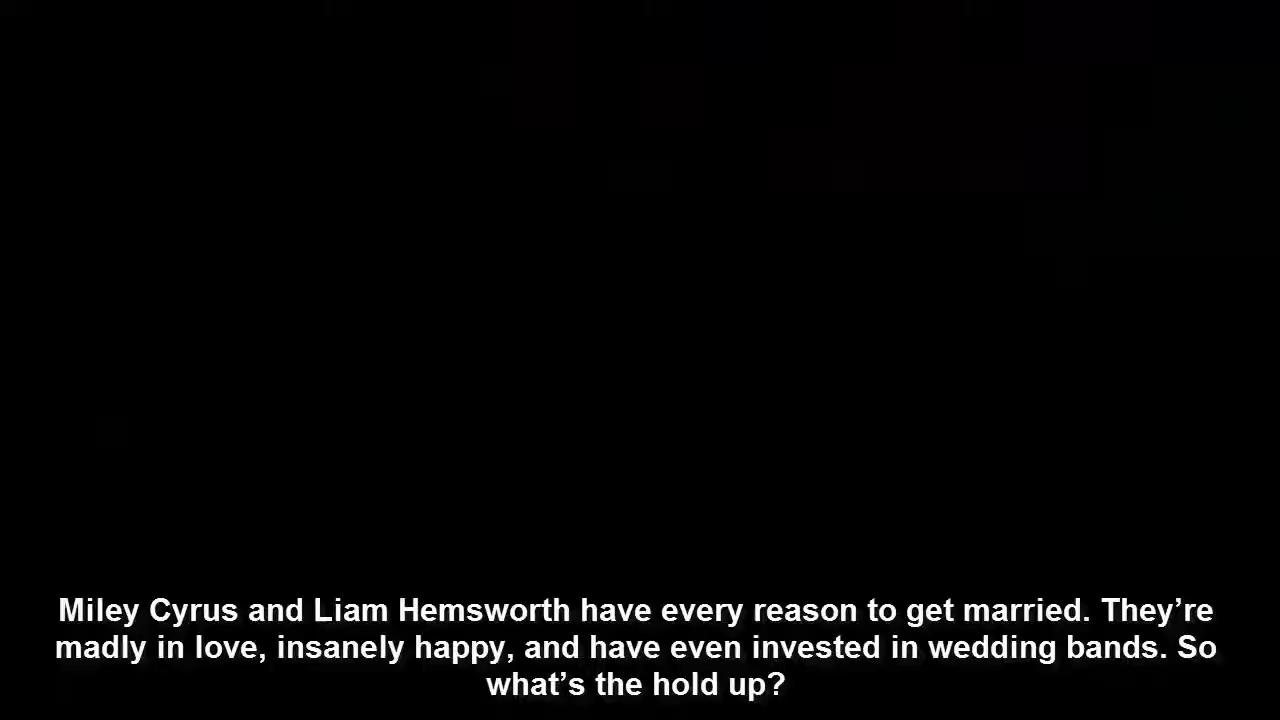 Miley Cyrus and Liam Hemsworth have every reason to get married. They’re
madly in love, insanely happy, and have even invested in wedding bands. So
what’s the hold up?